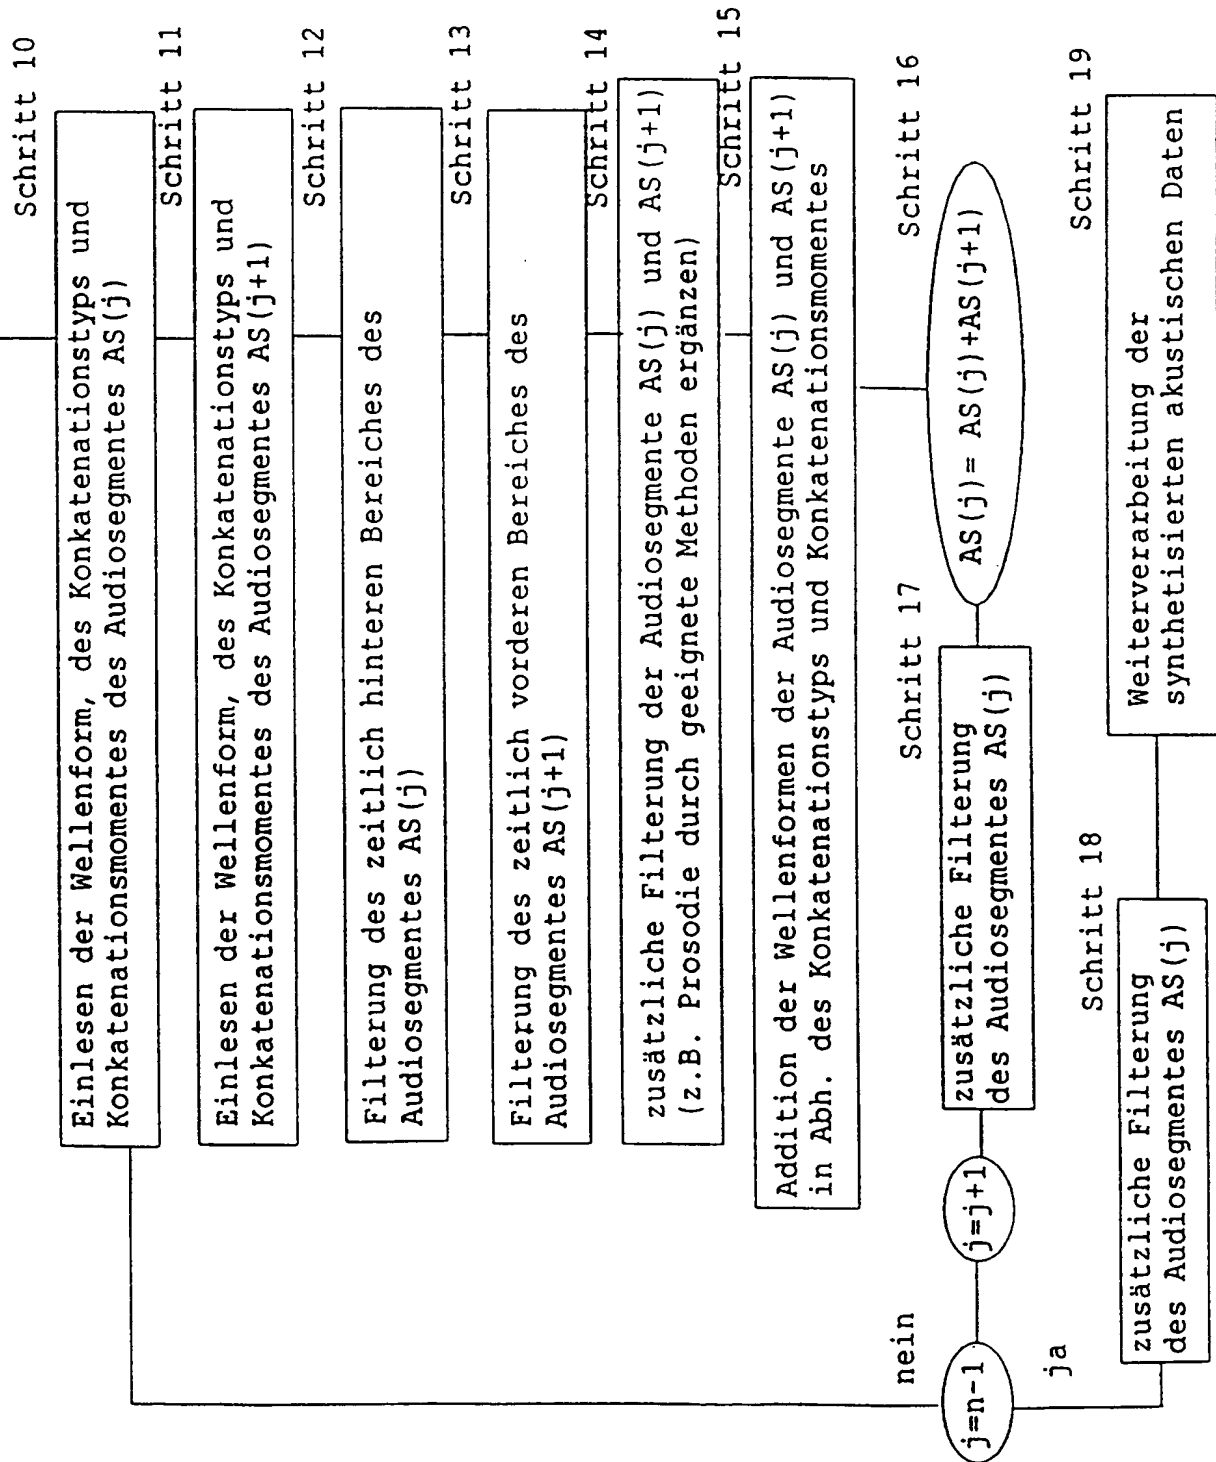 Schritt 10
Einlesen der Wellenform, des Konkatenationstyps und
Konkatenationsmomentes des Audiosegmentes AS(j)
Schritt 11
Einlesen der Wellenform, des Konkatenationstyps und
Konkatenationsmomentes des Audiosegmentes AS(j+1)
Schritt 12
Filterung des zeitlich hinteren Bereiches des
Audiosegmentes AS(j)
Schritt 13
Filterung des zeitlich vorderen Bereiches des
Audiosegmentes AS(j+1)
Schritt 14
zusätzliche Filterung der Audiosegmente AS(j) und AS(j+1)
(z.B. Prosodie durch geeignete Methoden ergänzen)
Schritt 15
Addition der Wellenformen der Audiosegmente AS(j) und AS(j+1)
in Abh. des Konkatenationstyps und Konkatenationsmomentes
Schritt 16
AS(j)= AS(j)+AS(j+1)
Schritt 17
zusätzliche Filterung
des Audiosegmentes AS(j)
j=j+1
nein
j=n-1
ja
Schritt 18
zusätzliche Filterung
des Audiosegmentes AS(j)
Schritt 19
Weiterverarbeitung der
synthetisierten akustischen Daten